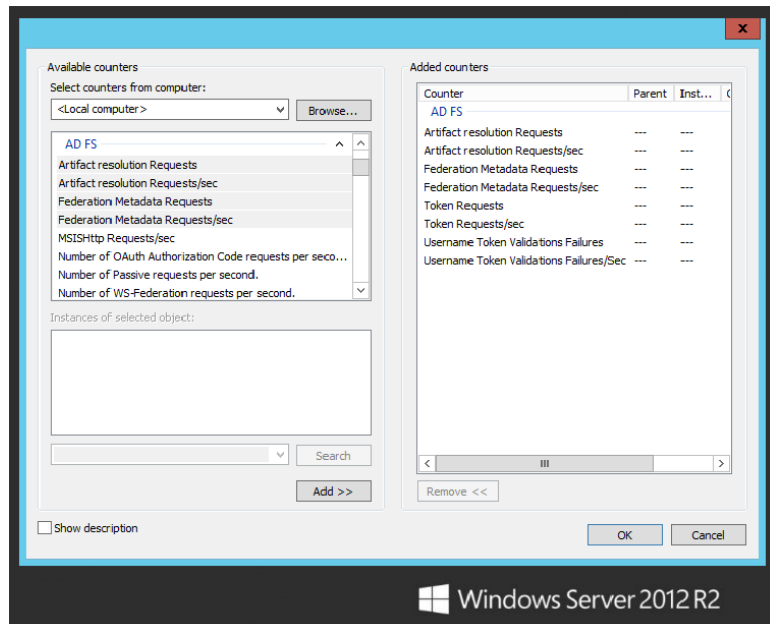 x
Available counters
Select counters from computer:
<Local computer>
Browse...
AD FS
Artifact resolution Requests
Artifact resolution Requests/sec
Federation Metadata Requests
Federation Metadata Requests/sec
MSISHttp Requests/sec
Number of OAuth Authorization Code requests per seco...
Number of Passive requests per second.
Number of WS-Federation requests per second.
Instances of selected object:
Search
Add >>
Show description
Added counters
Counter Parent Inst...
AD FS
Artifact resolution Requests --- ---
Artifact resolution Requests/sec --- ---
Federation Metadata Requests --- ---
Federation Metadata Requests/sec --- ---
Token Requests --- ---
Token Requests/sec --- ---
Username Token Validations Failures --- ---
Username Token Validations Failures/Sec --- ---
Remove <<
OK
Cancel
Windows Server 2012 R2